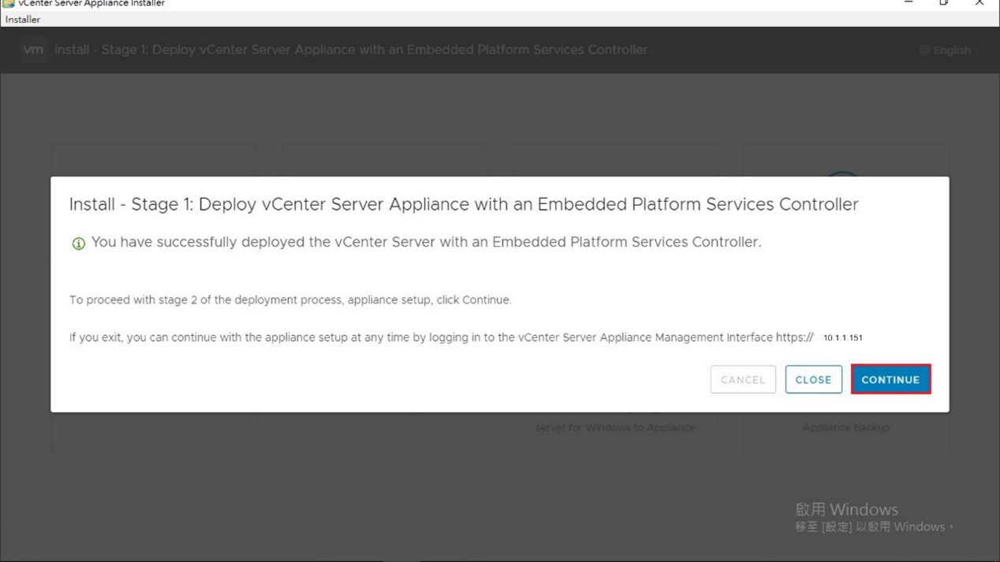 vCenter Server Appliance Installer
Installer
vm Install - Stage 1: Deploy vCenter Server Appliance with an Embedded Platform Services Controller
English
Install - Stage 1: Deploy vCenter Server Appliance with an Embedded Platform Services Controller
You have successfully deployed the vCenter Server with an Embedded Platform Services Controller.
To proceed with stage 2 of the deployment process, appliance setup, click Continue.
If you exit, you can continue with the appliance setup at any time by logging in to the vCenter Server Appliance Management Interface https:// 10.1.1.151
CANCEL CLOSE CONTINUE
server for Windows to Appliance
Appliance backup
啟用 Windows
移至 [設定] 以啟用 Windows。